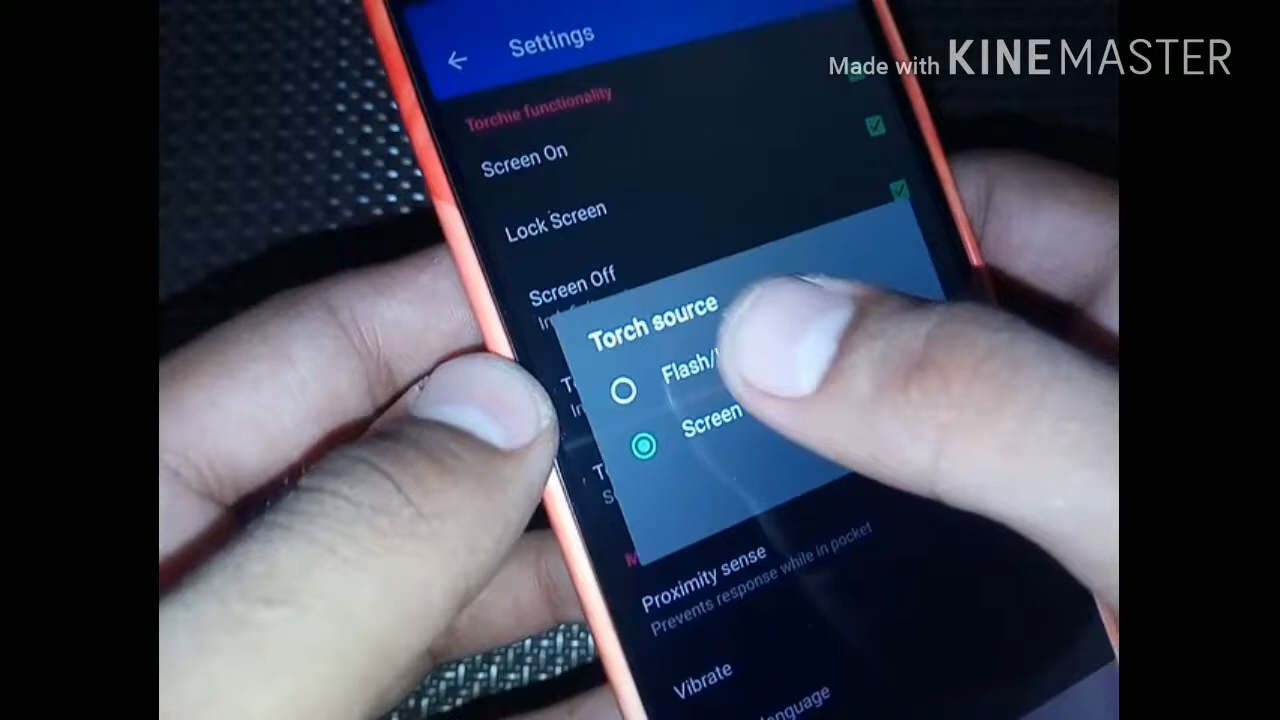 Settings
Made with KINEMASTER
Torchie functionality
Screen On
Lock Screen
Screen Off
Torch source
Flash/
Screen
Proximity sense
Prevents response while in pocket
Vibrate